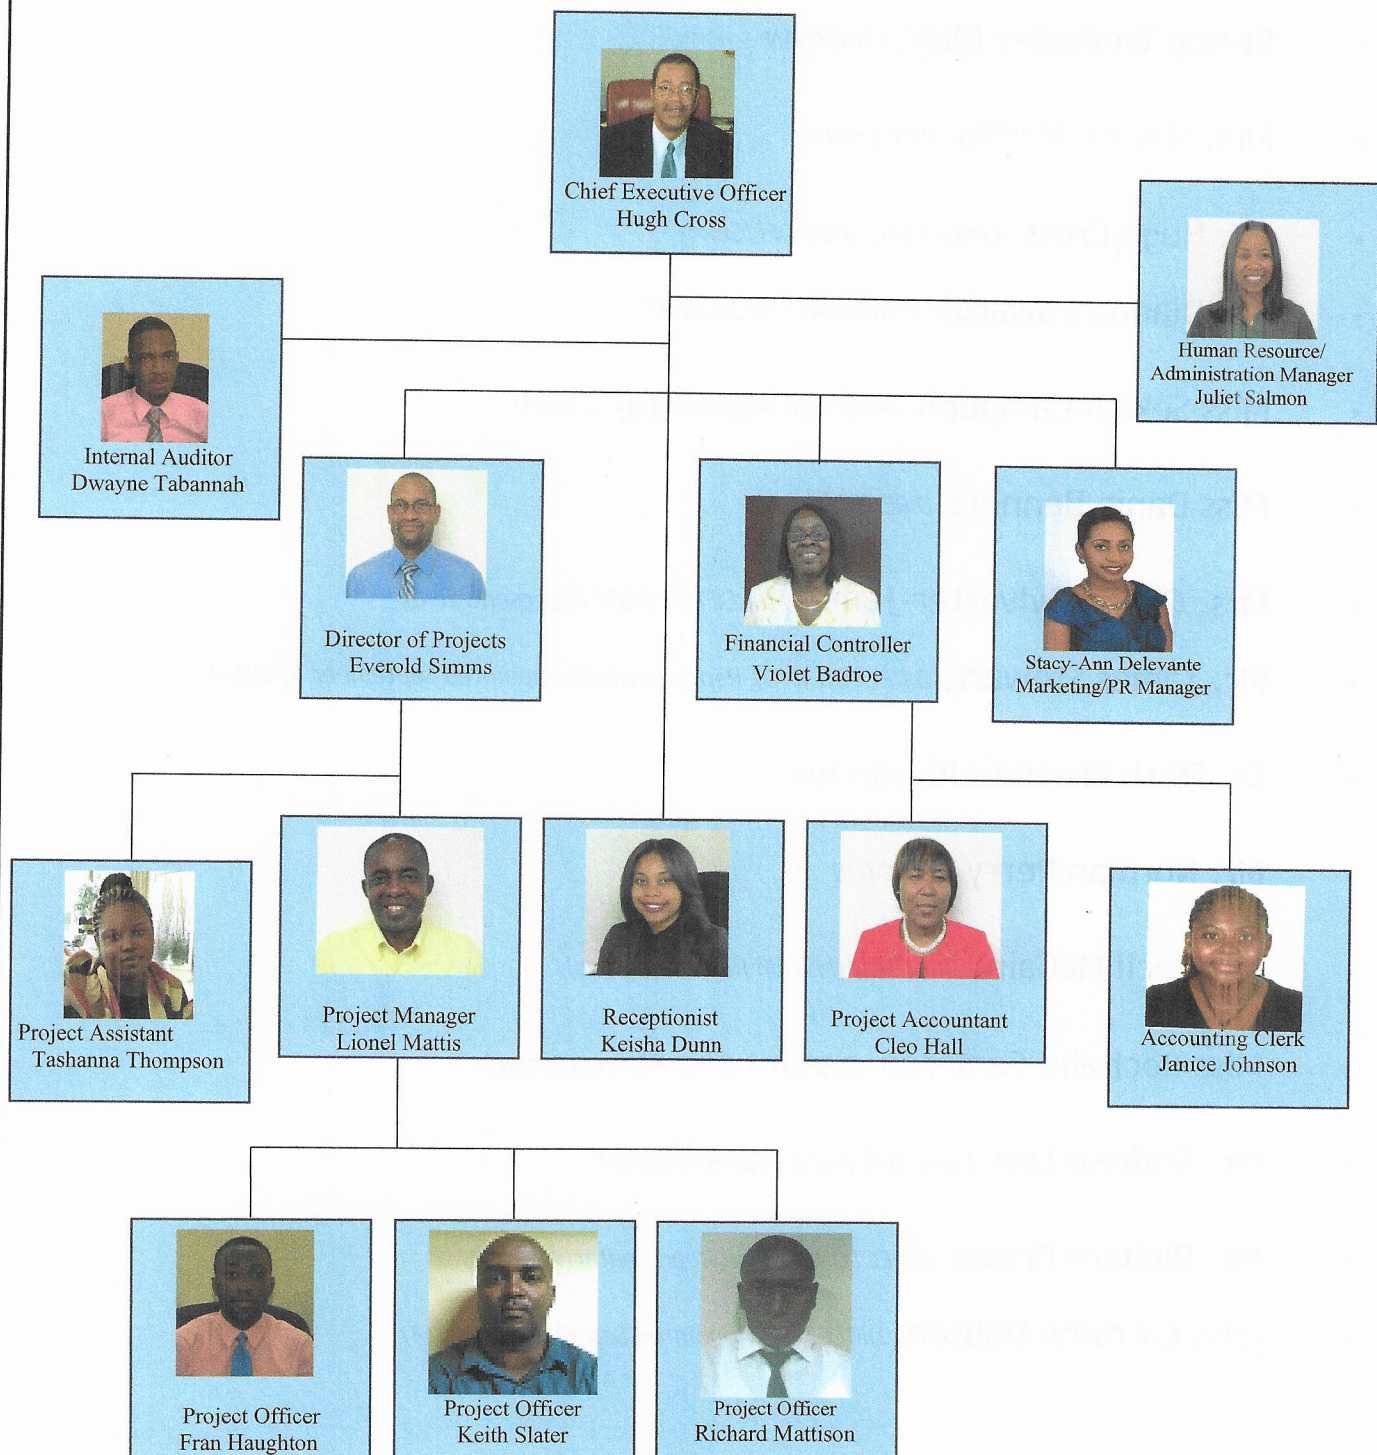 Chief Executive Officer
Hugh Cross
Human Resource/
Administration Manager
Juliet Salmon
Internal Auditor
Dwayne Tabannah
Director of Projects
Everold Simms
Financial Controller
Violet Badroe
Stacy-Ann Delevante
Marketing/PR Manager
Project Assistant
Tashanna Thompson
Project Manager
Lionel Mattis
Receptionist
Keisha Dunn
Project Accountant
Cleo Hall
Accounting Clerk
Janice Johnson
Project Officer
Fran Haughton
Project Officer
Keith Slater
Project Officer
Richard Mattison